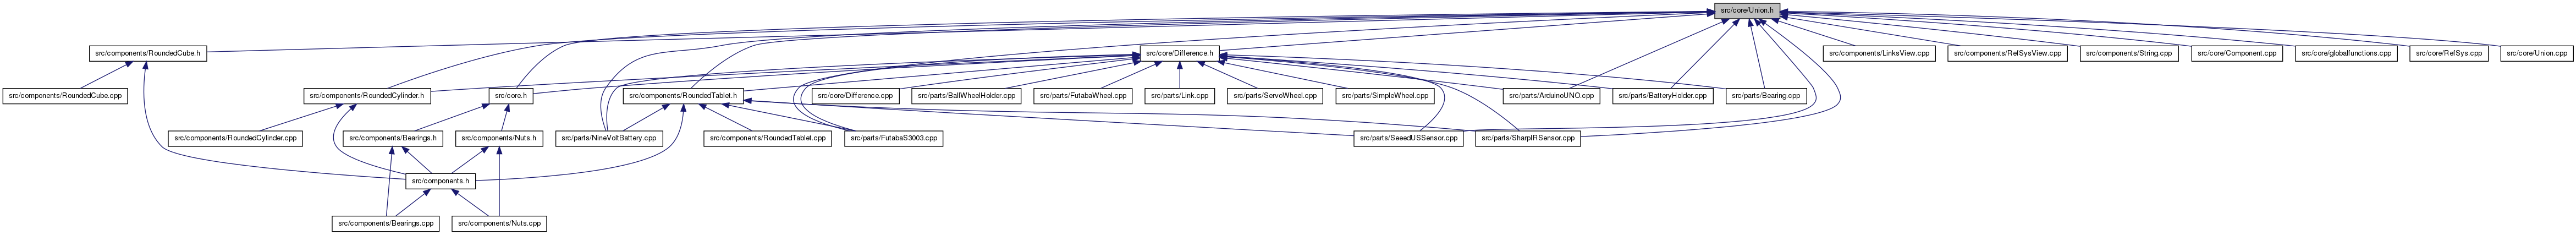 src/core/Union.h
src/components/RoundedCube.h
src/core/Difference.h
src/components/LinksView.cpp
src/components/RefSysView.cpp
src/components/String.cpp
src/core/Component.cpp
src/core/globalfunctions.cpp
src/core/RefSys.cpp
src/core/Union.cpp
src/components/RoundedCube.cpp
src/components/RoundedCylinder.h
src/core.h
src/components/RoundedTablet.h
src/core/Difference.cpp
src/parts/BallWheelHolder.cpp
src/parts/FutabaWheel.cpp
src/parts/Link.cpp
src/parts/ServoWheel.cpp
src/parts/SimpleWheel.cpp
src/parts/ArduinoUNO.cpp
src/parts/BatteryHolder.cpp
src/parts/Bearing.cpp
src/components/RoundedCylinder.cpp
src/components/Bearings.h
src/components/Nuts.h
src/parts/NineVoltBattery.cpp
src/components/RoundedTablet.cpp
src/parts/FutabaS3003.cpp
src/parts/SeeedUSSensor.cpp
src/parts/SharpIRSensor.cpp
src/components.h
src/components/Bearings.cpp
src/components/Nuts.cpp